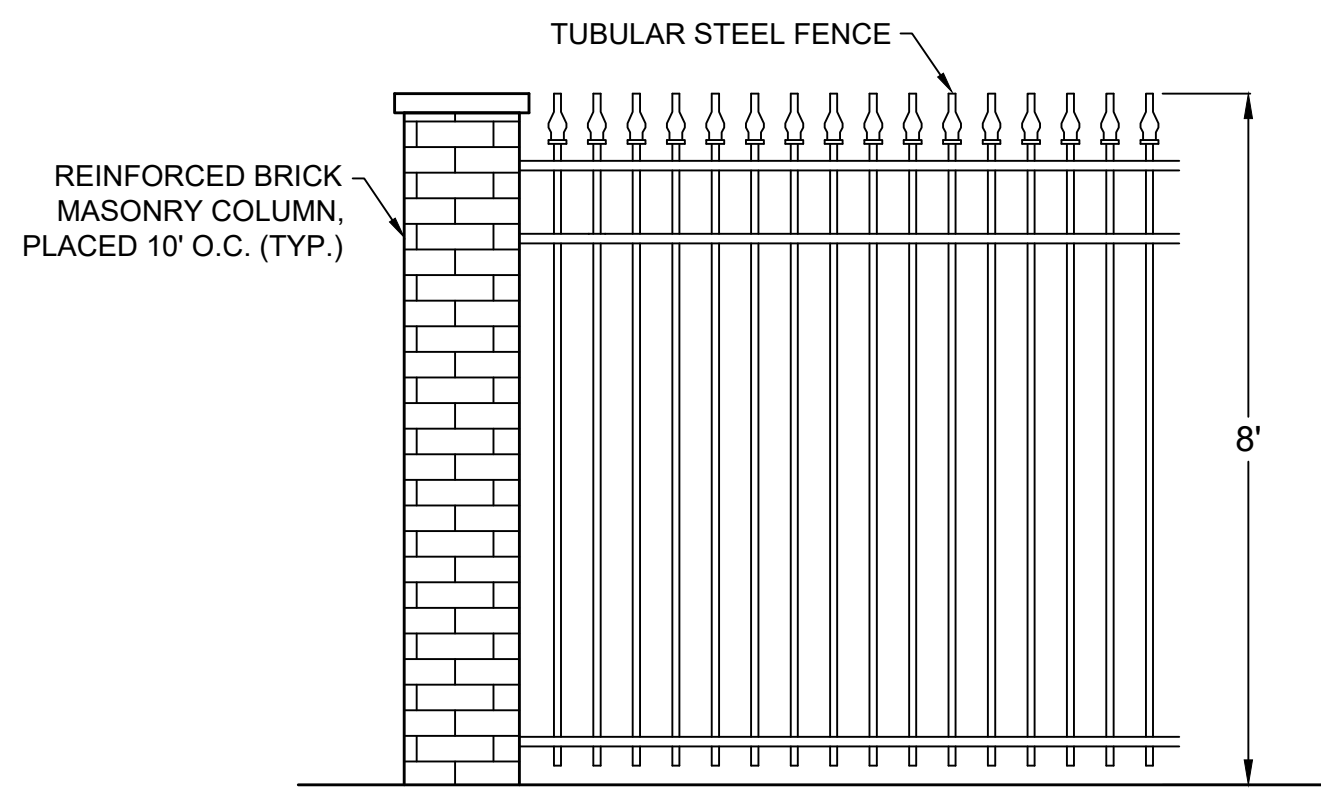 TUBULAR STEEL FENCE
REINFORCED BRICK
MASONRY COLUMN,
PLACED 10' O.C. (TYP.)
8'